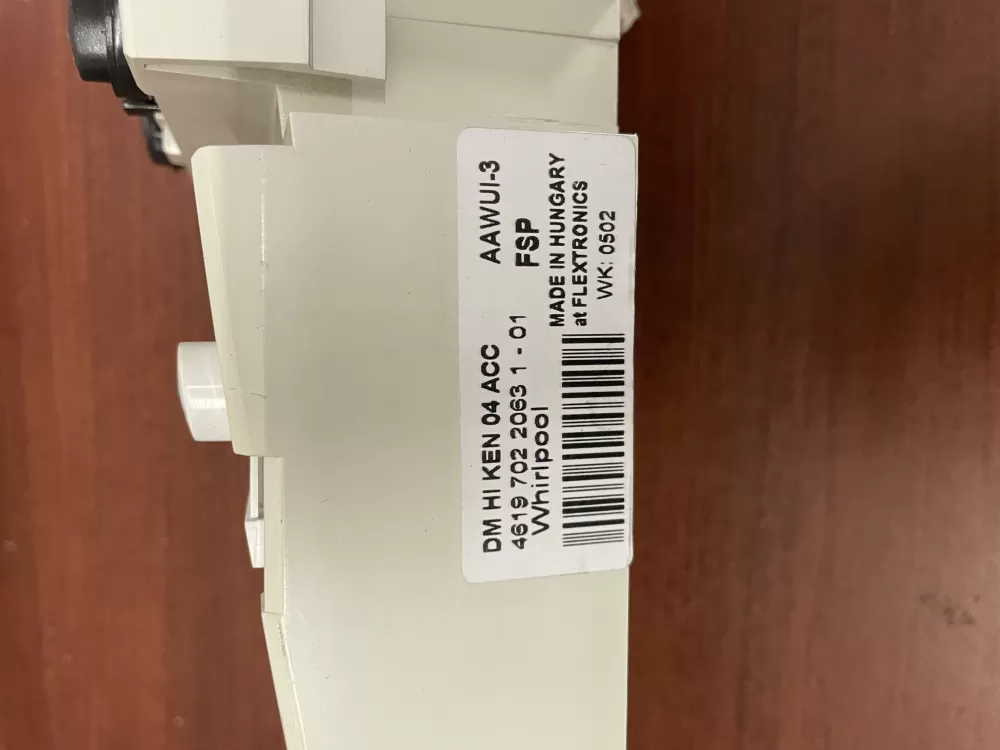 DM HI KEN 04 ACC AAWUI-3
4619 702 2063 1 - 01 FSP
Whirlpool
MADE IN HUNGARY
at FLEXTRONICS
WK: 0502